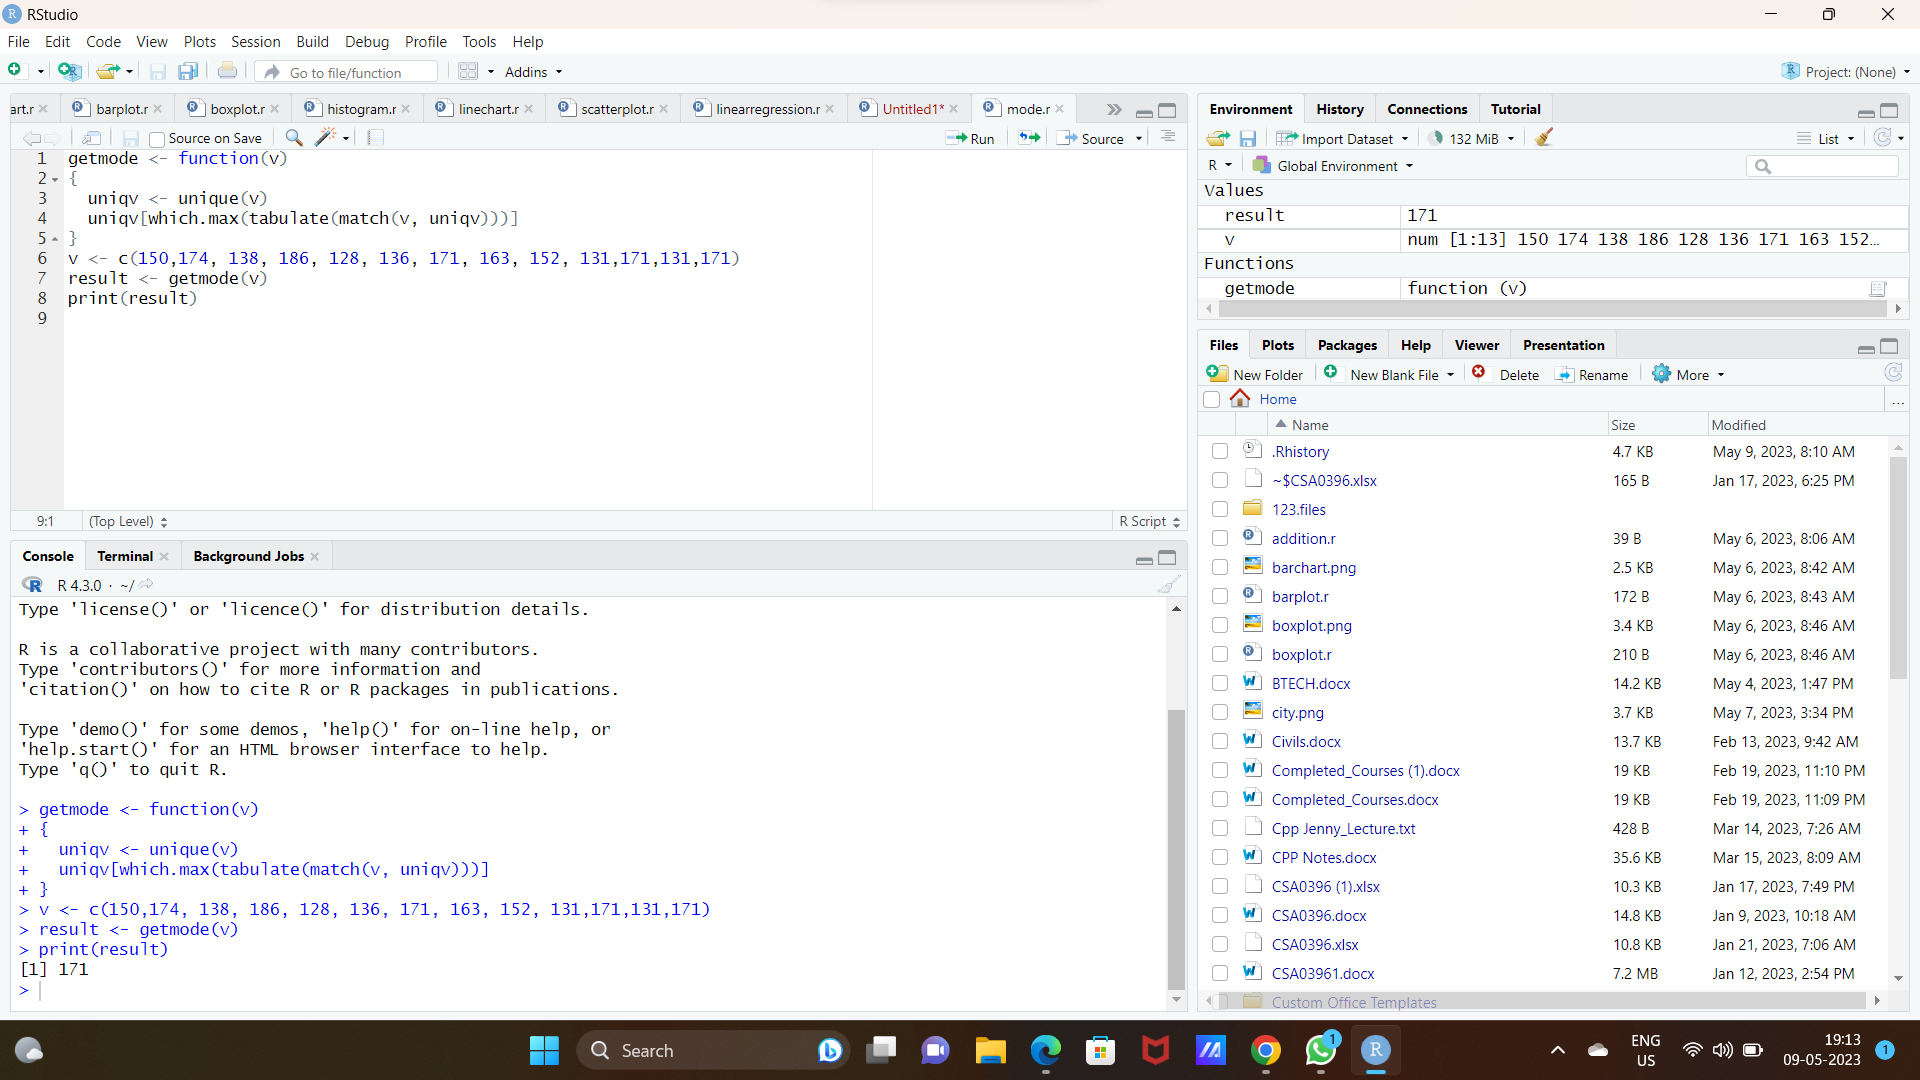 RStudio
File Edit Code View Plots Session Build Debug Profile Tools Help
Go to file/function Addins Project: (None)
art.r barplot.r boxplot.r histogram.r linechart.r scatterplot.r linearregression.r Untitled1* mode.r
Source on Save Run Source
1 getmode <- function(v)
2 {
3 uniqv <- unique(v)
4 uniqv[which.max(tabulate(match(v, uniqv)))]
5 }
6 v <- c(150,174, 138, 186, 128, 136, 171, 163, 152, 131,171,131,171)
7 result <- getmode(v)
8 print(result)
9
9:1 (Top Level) R Script
Console Terminal Background Jobs
R 4.3.0 · ~/
Type 'license()' or 'licence()' for distribution details.
R is a collaborative project with many contributors.
Type 'contributors()' for more information and
'citation()' on how to cite R or R packages in publications.
Type 'demo()' for some demos, 'help()' for on-line help, or
'help.start()' for an HTML browser interface to help.
Type 'q()' to quit R.
> getmode <- function(v)
+ {
+ uniqv <- unique(v)
+ uniqv[which.max(tabulate(match(v, uniqv)))]
+ }
> v <- c(150,174, 138, 186, 128, 136, 171, 163, 152, 131,171,131,171)
> result <- getmode(v)
> print(result)
[1] 171
>
Environment History Connections Tutorial
Import Dataset 132 MiB List
R Global Environment
Values
result 171
v num [1:13] 150 174 138 186 128 136 171 163 152…
Functions
getmode function (v)
Files Plots Packages Help Viewer Presentation
New Folder New Blank File Delete Rename More
Home ...
Name Size Modified
.Rhistory 4.7 KB May 9, 2023, 8:10 AM
~$CSA0396.xlsx 165 B Jan 17, 2023, 6:25 PM
123.files
addition.r 39 B May 6, 2023, 8:06 AM
barchart.png 2.5 KB May 6, 2023, 8:42 AM
barplot.r 172 B May 6, 2023, 8:43 AM
boxplot.png 3.4 KB May 6, 2023, 8:46 AM
boxplot.r 210 B May 6, 2023, 8:46 AM
BTECH.docx 14.2 KB May 4, 2023, 1:47 PM
city.png 3.7 KB May 7, 2023, 3:34 PM
Civils.docx 13.7 KB Feb 13, 2023, 9:42 AM
Completed_Courses (1).docx 19 KB Feb 19, 2023, 11:10 PM
Completed_Courses.docx 19 KB Feb 19, 2023, 11:09 PM
Cpp Jenny_Lecture.txt 428 B Mar 14, 2023, 7:26 AM
CPP Notes.docx 35.6 KB Mar 15, 2023, 8:09 AM
CSA0396 (1).xlsx 10.3 KB Jan 17, 2023, 7:49 PM
CSA0396.docx 14.8 KB Jan 9, 2023, 10:18 AM
CSA0396.xlsx 10.8 KB Jan 21, 2023, 7:06 AM
CSA03961.docx 7.2 MB Jan 12, 2023, 2:54 PM
Custom Office Templates
Search 1 R ENG 19:13
US 09-05-2023 1